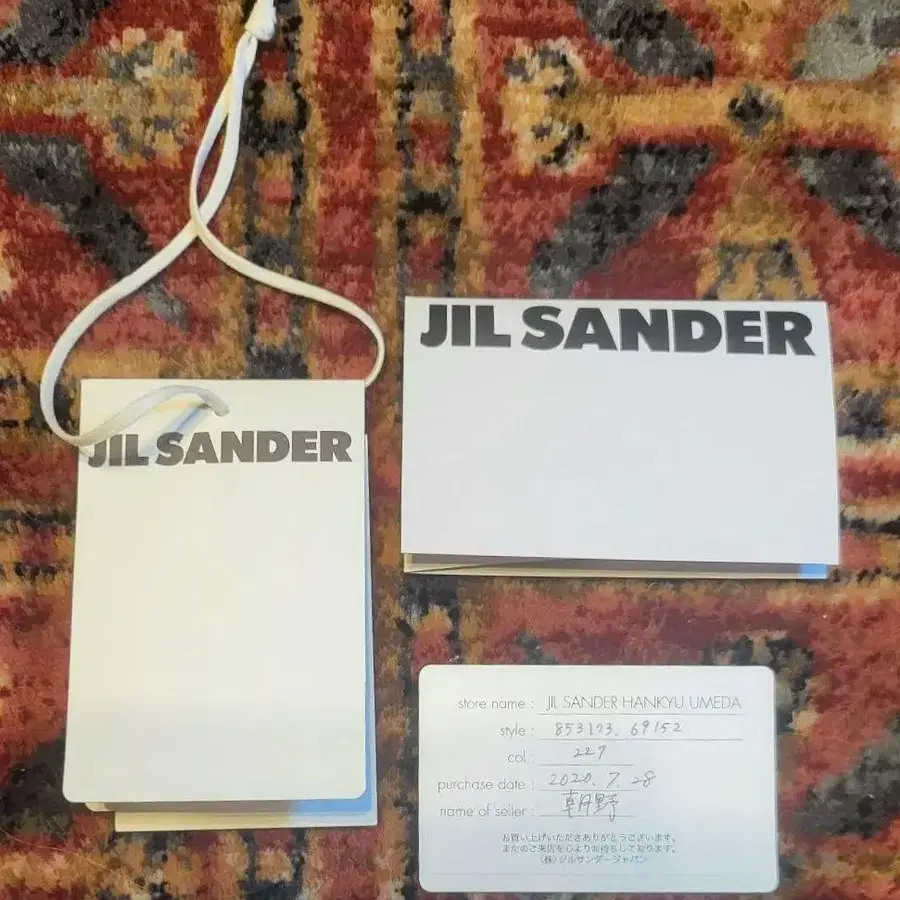 JIL SANDER
JIL SANDER
store name : JIL SANDER HANKYU UMEDA
style : 853173. 69152
col : 227
purchase date : 2020. 7. 28
name of seller : 朝野
お買い上げいただきありがとうございます。
またのご来店を心よりお待ちしております。
(株)ジルサンダージャパン